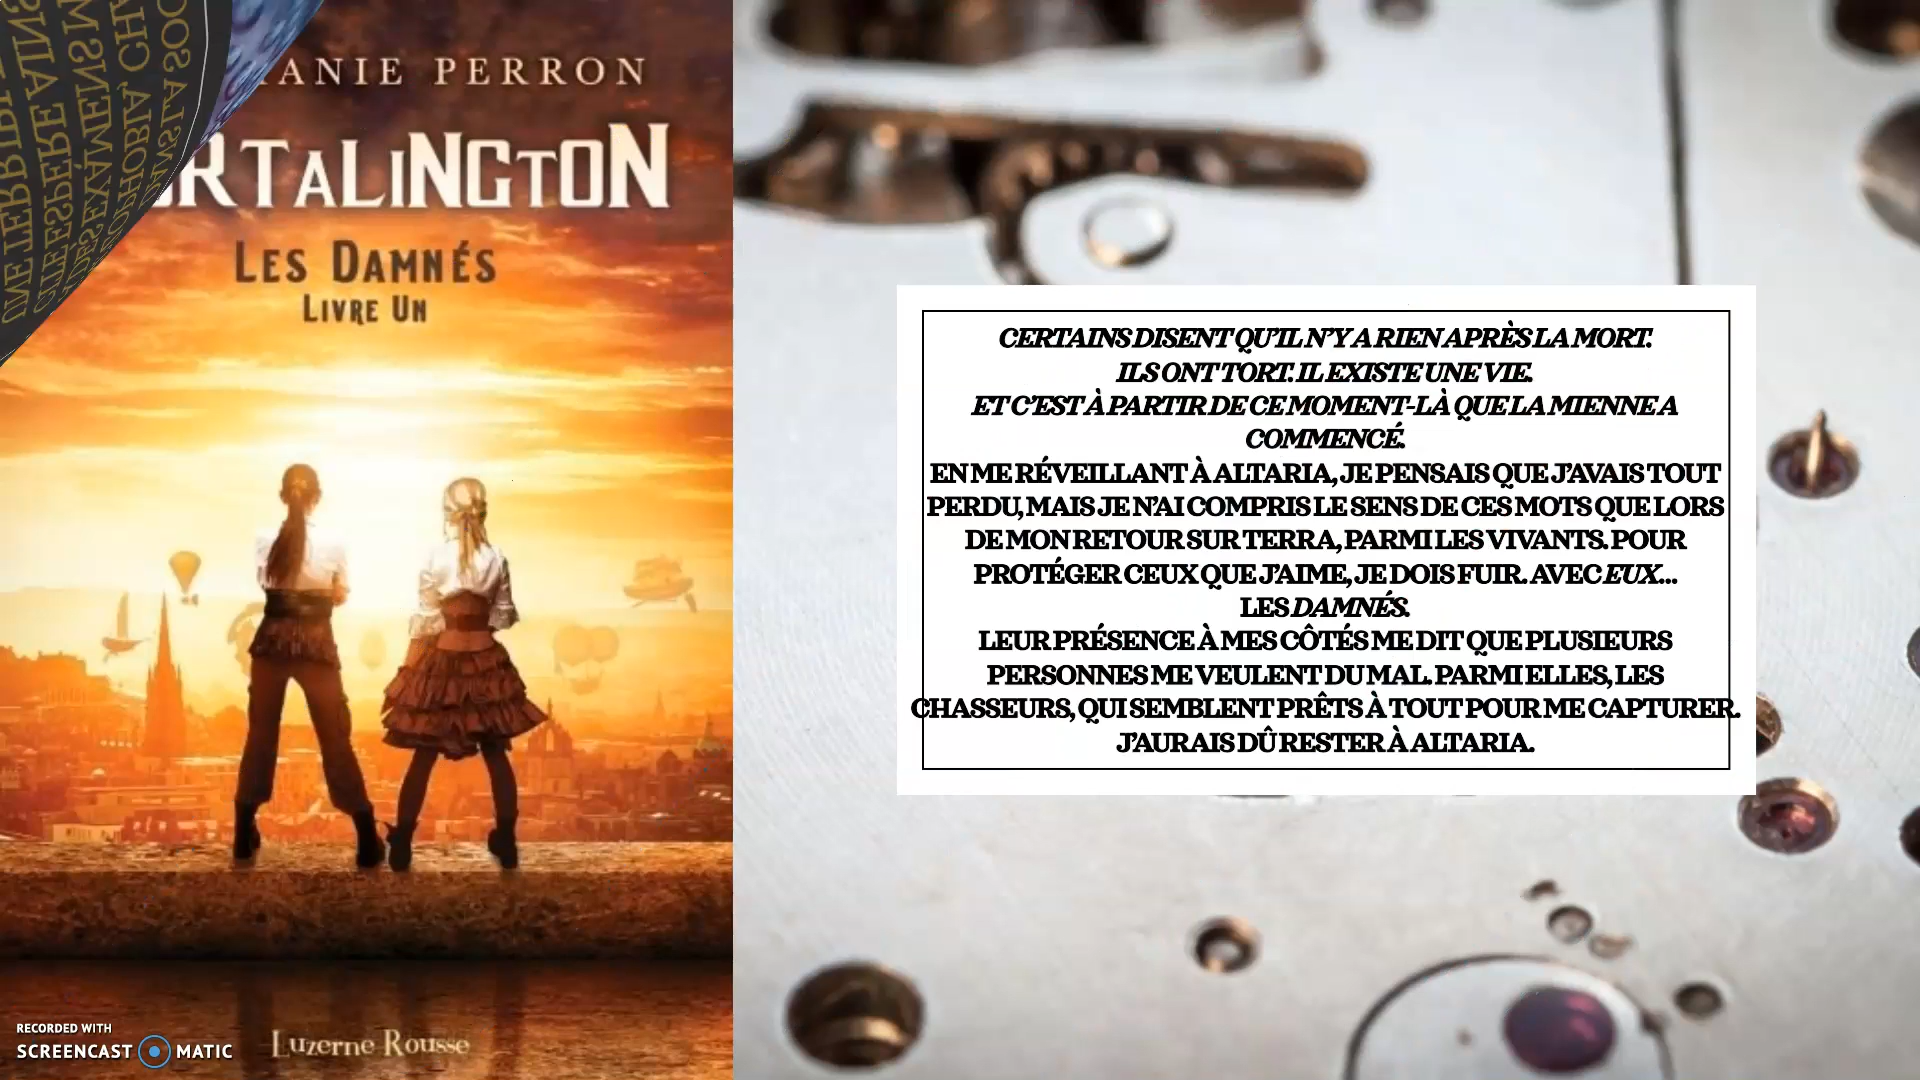 PERRON
LES DAMNÉS
LIVRE UN
CERTAINS DISENT QU'IL N'Y A RIEN APRÈS LA MORT.
ILS ONT TORT. IL EXISTE UNE VIE.
ET C'EST À PARTIR DE CE MOMENT-LÀ QUE LA MIENNE A
COMMENCÉ.
EN ME RÉVEILLANT À ALTARIA, JE PENSAIS QUE J'AVAIS TOUT
PERDU, MAIS JE N'AI COMPRIS LE SENS DE CES MOTS QUE LORS
DE MON RETOUR SUR TERRA, PARMI LES VIVANTS. POUR
PROTÉGER CEUX QUE J'AIME, JE DOIS FUIR. AVEC EUX...
LES DAMNÉS.
LEUR PRÉSENCE À MES CÔTÉS ME DIT QUE PLUSIEURS
PERSONNES ME VEULENT DU MAL. PARMI ELLES, LES
CHASSEURS, QUI SEMBLENT PRÊTS À TOUT POUR ME CAPTURER.
J'AURAIS DÛ RESTER À ALTARIA.
RECORDED WITH
SCREENCAST MATIC
Luzerne Rousse